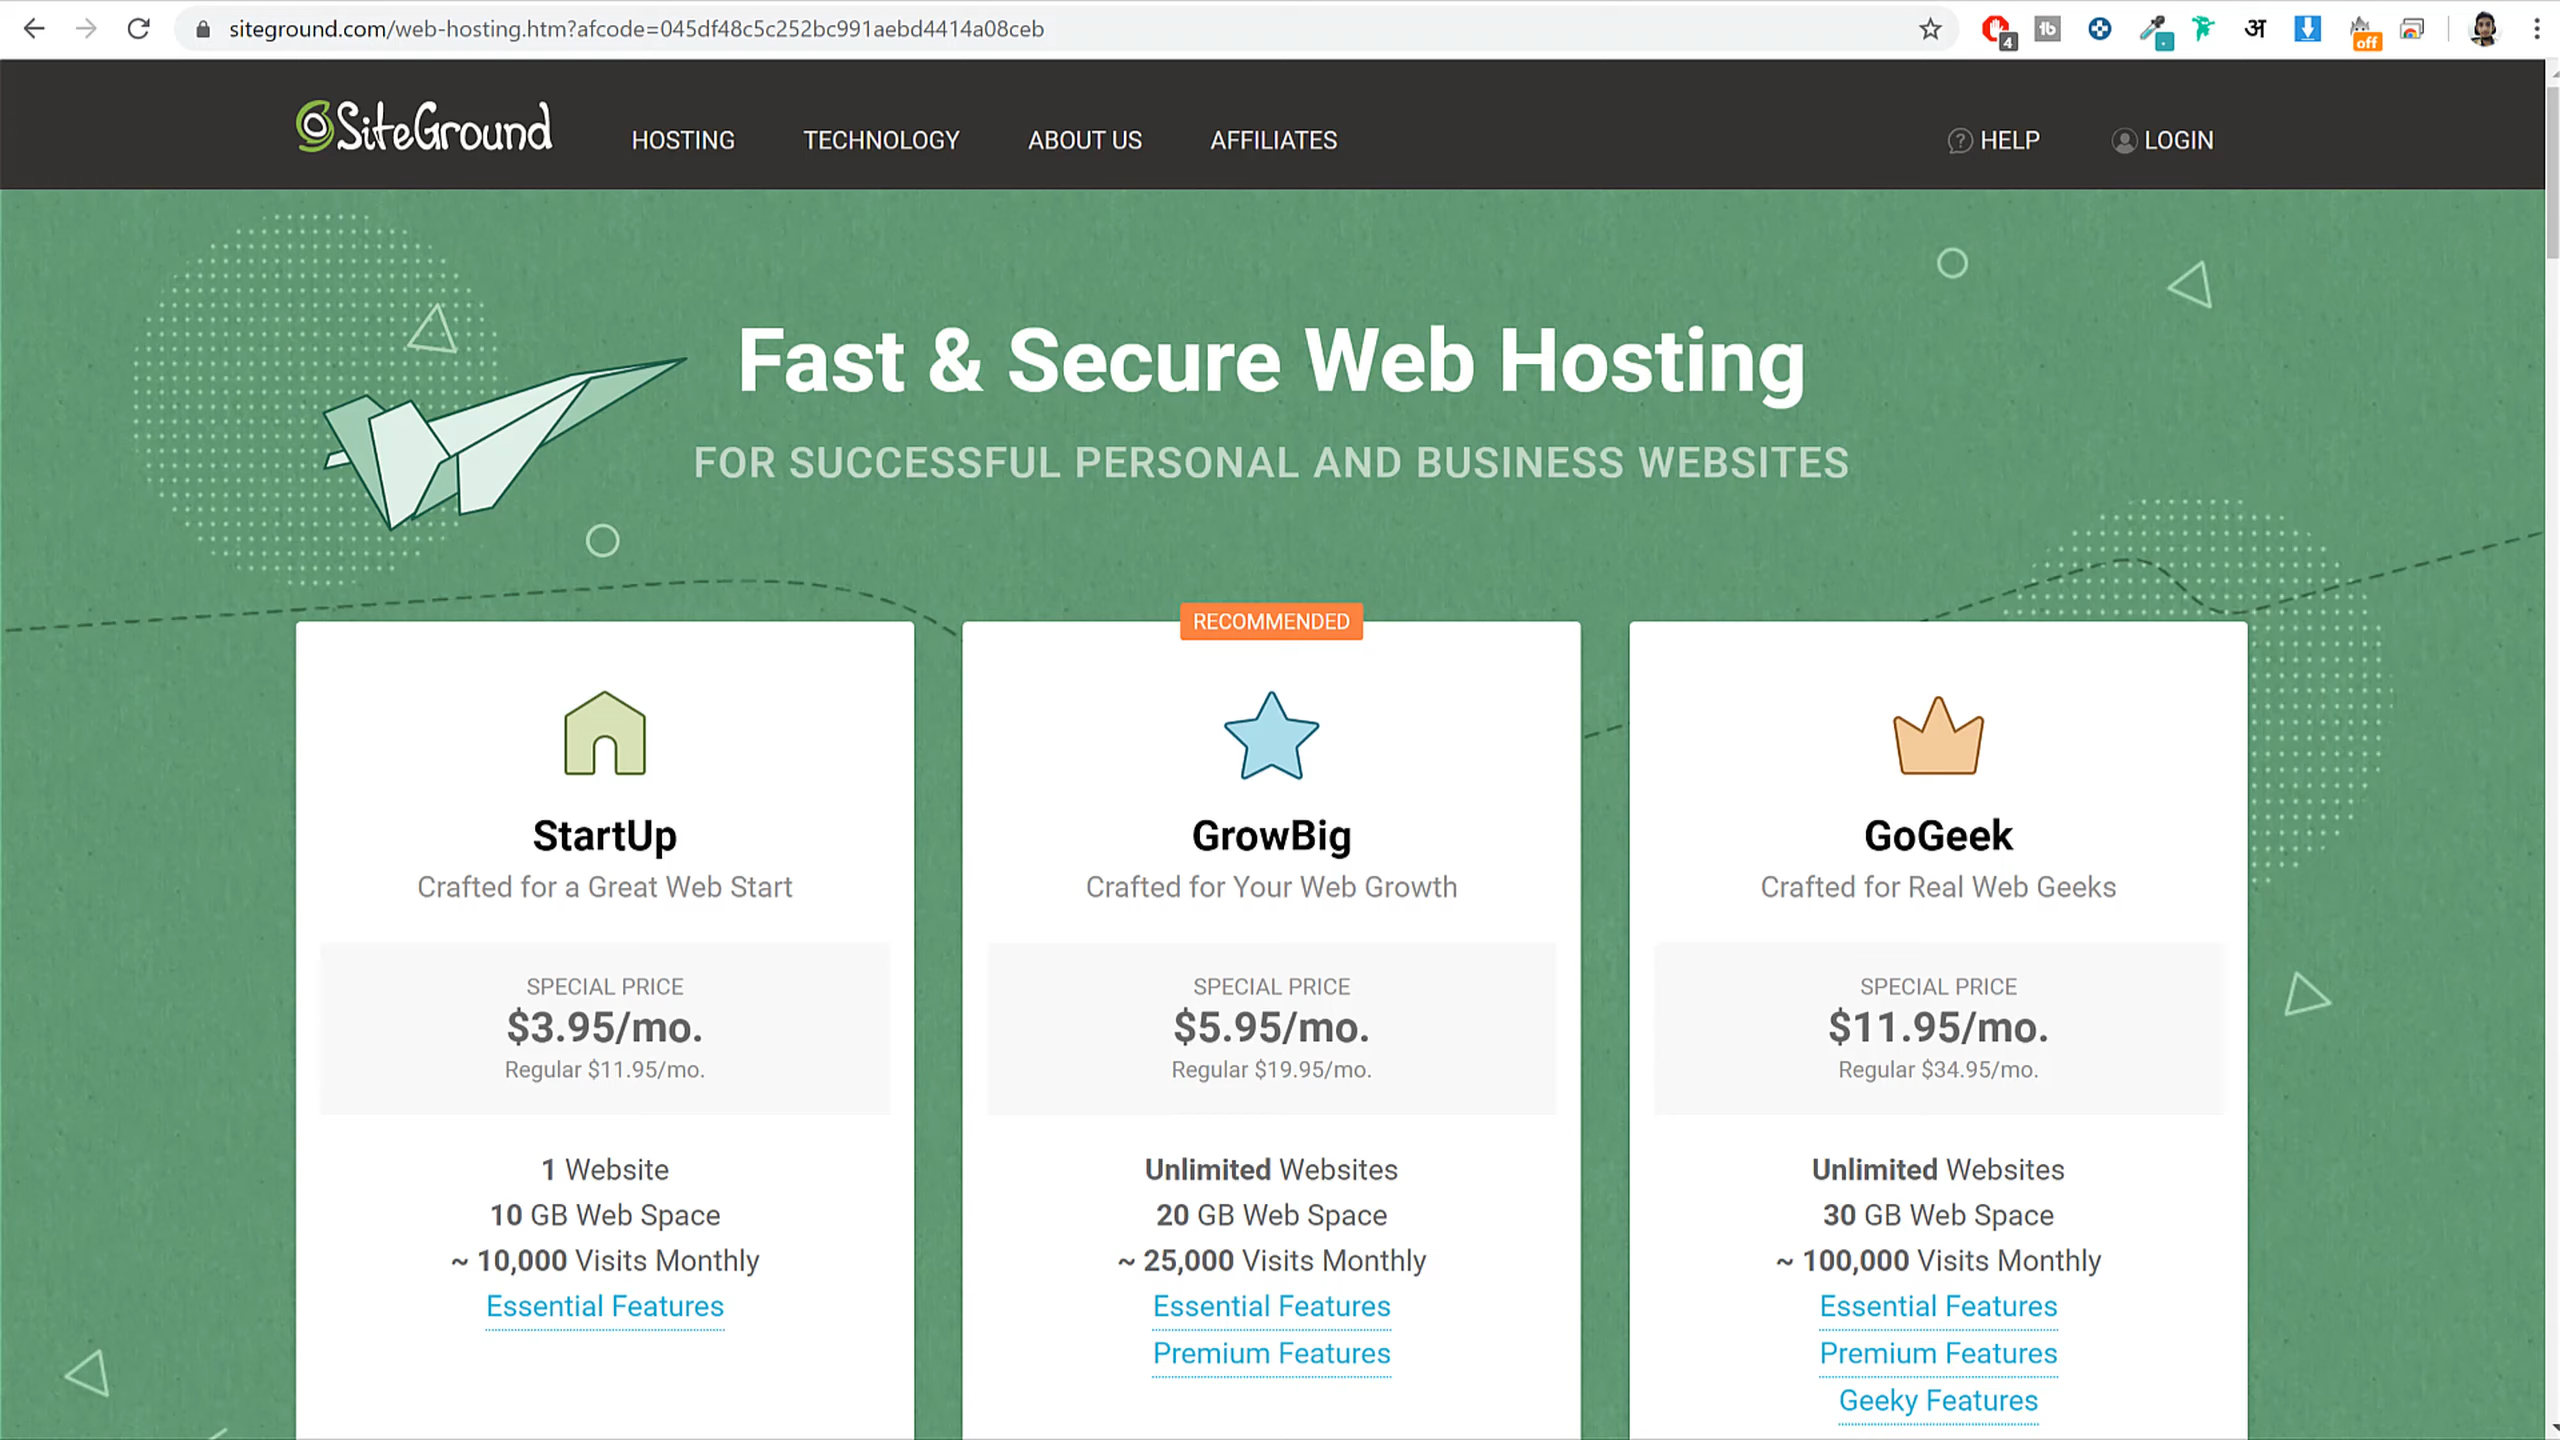 siteground.com/web-hosting.htm?afcode=045df48c5c252bc991aebd4414a08ceb
4
tb
अ
off
SiteGround
HOSTING
TECHNOLOGY
ABOUT US
AFFILIATES
? HELP
LOGIN
Fast & Secure Web Hosting
FOR SUCCESSFUL PERSONAL AND BUSINESS WEBSITES
StartUp
Crafted for a Great Web Start
SPECIAL PRICE
$3.95/mo.
Regular $11.95/mo.
1 Website
10 GB Web Space
~ 10,000 Visits Monthly
Essential Features
RECOMMENDED
GrowBig
Crafted for Your Web Growth
SPECIAL PRICE
$5.95/mo.
Regular $19.95/mo.
Unlimited Websites
20 GB Web Space
~ 25,000 Visits Monthly
Essential Features
Premium Features
GoGeek
Crafted for Real Web Geeks
SPECIAL PRICE
$11.95/mo.
Regular $34.95/mo.
Unlimited Websites
30 GB Web Space
~ 100,000 Visits Monthly
Essential Features
Premium Features
Geeky Features